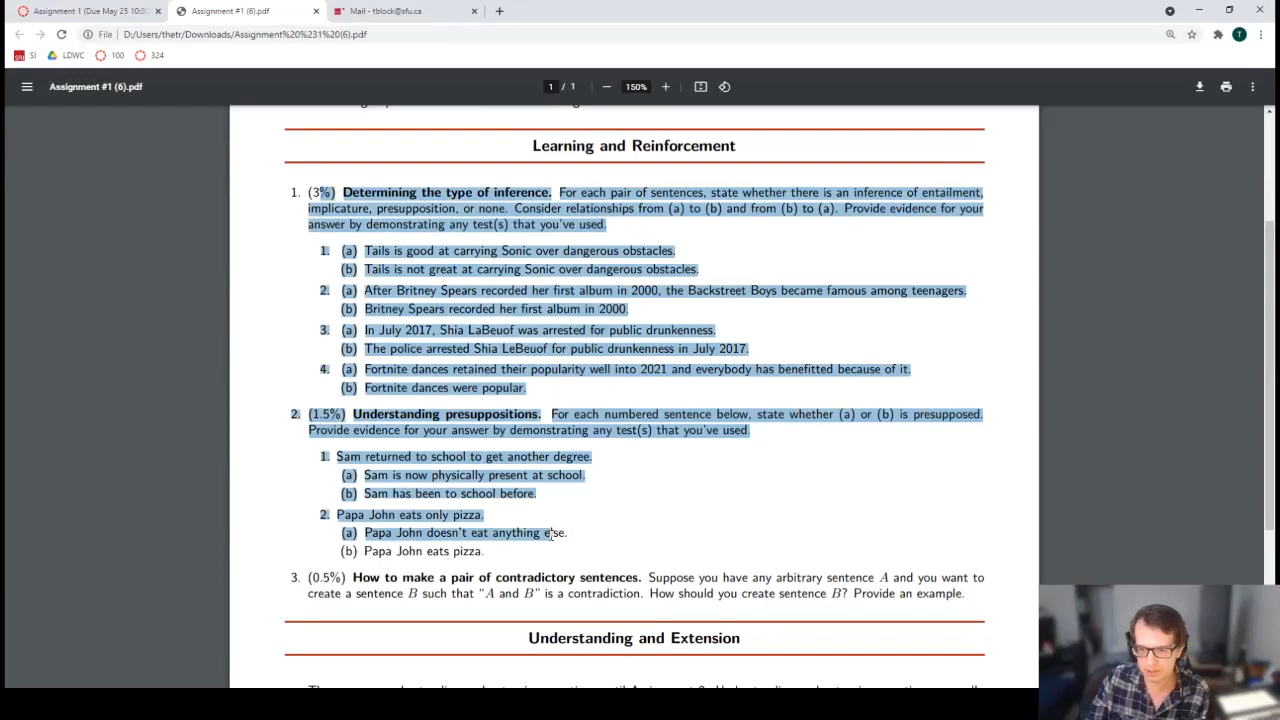 Assignment 1 (Due May 25 10:30
Assignment #1 (6).pdf
Mail - tblock@sfu.ca
File
D:/Users/thetr/Downloads/Assignment%20%231%20(6).pdf
T
SFU
SI
LDWC
100
324
Assignment #1 (6).pdf
1 / 1
150%
Learning and Reinforcement
1. (3%) Determining the type of inference. For each pair of sentences, state whether there is an inference of entailment,
implicature, presupposition, or none. Consider relationships from (a) to (b) and from (b) to (a). Provide evidence for your
answer by demonstrating any test(s) that you've used.
1. (a) Tails is good at carrying Sonic over dangerous obstacles.
(b) Tails is not great at carrying Sonic over dangerous obstacles.
2. (a) After Britney Spears recorded her first album in 2000, the Backstreet Boys became famous among teenagers.
(b) Britney Spears recorded her first album in 2000.
3. (a) In July 2017, Shia LaBeuof was arrested for public drunkenness.
(b) The police arrested Shia LeBeuof for public drunkenness in July 2017.
4. (a) Fortnite dances retained their popularity well into 2021 and everybody has benefitted because of it.
(b) Fortnite dances were popular.
2. (1.5%) Understanding presuppositions. For each numbered sentence below, state whether (a) or (b) is presupposed.
Provide evidence for your answer by demonstrating any test(s) that you've used.
1. Sam returned to school to get another degree.
(a) Sam is now physically present at school.
(b) Sam has been to school before.
2. Papa John eats only pizza.
(a) Papa John doesn't eat anything else.
(b) Papa John eats pizza.
3. (0.5%) How to make a pair of contradictory sentences. Suppose you have any arbitrary sentence A and you want to
create a sentence B such that "A and B" is a contradiction. How should you create sentence B? Provide an example.
Understanding and Extension